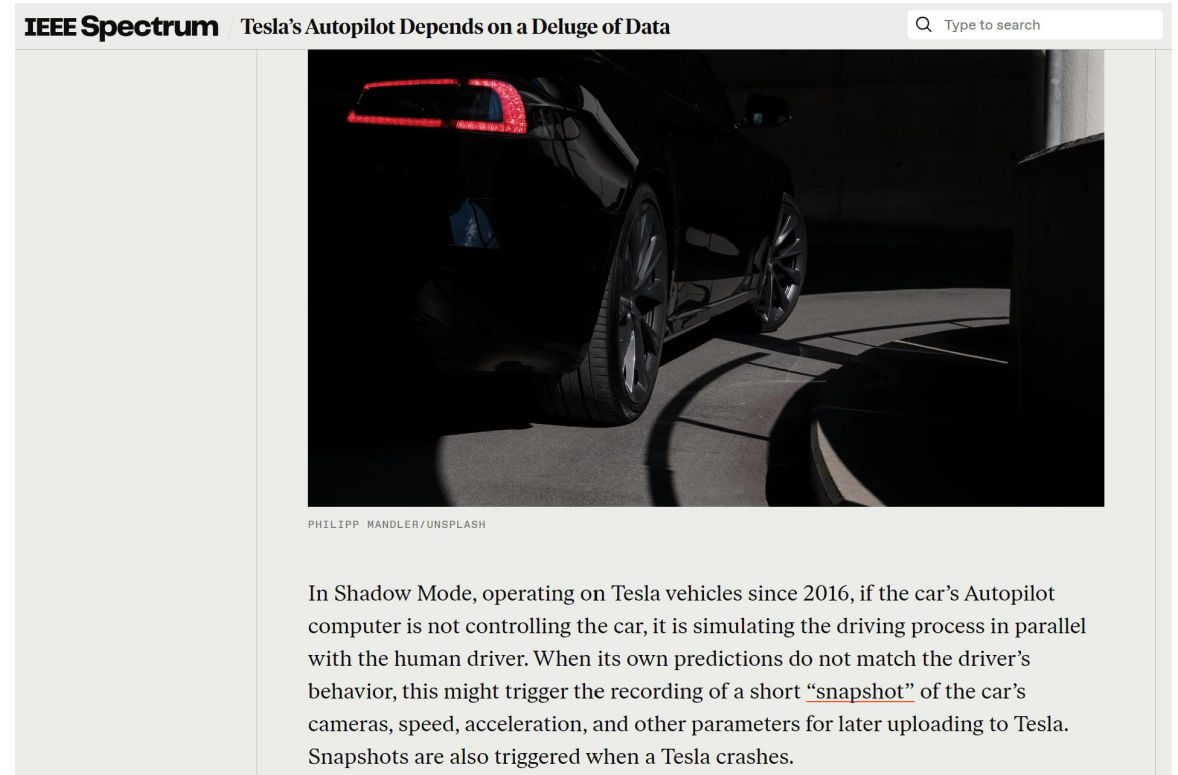 IEEE Spectrum
Tesla’s Autopilot Depends on a Deluge of Data
Type to search
PHILIPP MANDLER/UNSPLASH
In Shadow Mode, operating on Tesla vehicles since 2016, if the car’s Autopilot
computer is not controlling the car, it is simulating the driving process in parallel
with the human driver. When its own predictions do not match the driver’s
behavior, this might trigger the recording of a short “snapshot” of the car’s
cameras, speed, acceleration, and other parameters for later uploading to Tesla.
Snapshots are also triggered when a Tesla crashes.